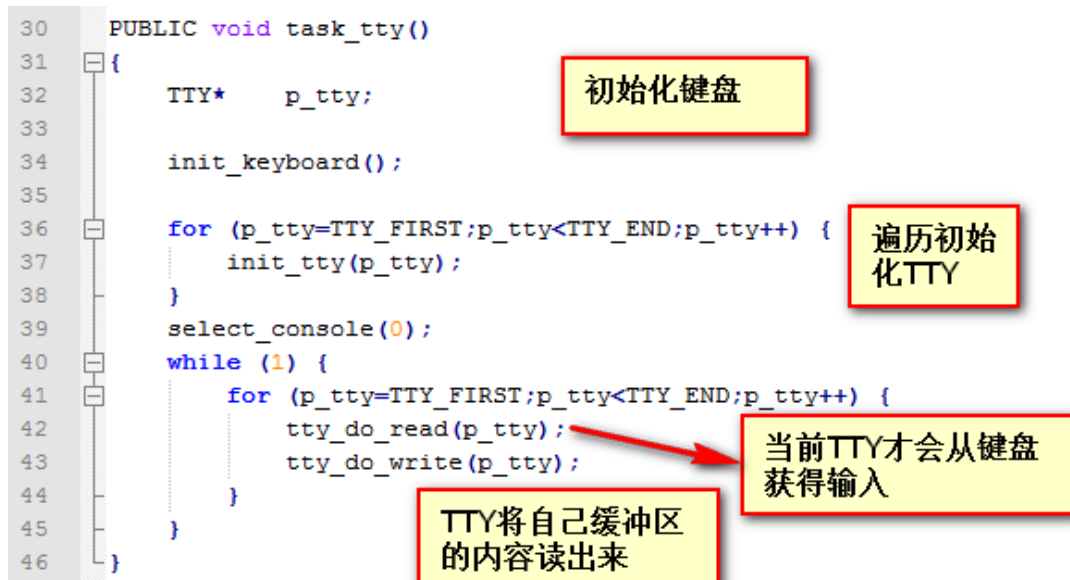 30 PUBLIC void task_tty()
31 {
32 TTY* p_tty;
初始化键盘
33
34 init_keyboard();
35
36 for (p_tty=TTY_FIRST;p_tty<TTY_END;p_tty++) {
37 init_tty(p_tty);
遍历初始
化TTY
38 }
39 select_console(0);
40 while (1) {
41 for (p_tty=TTY_FIRST;p_tty<TTY_END;p_tty++) {
42 tty_do_read(p_tty);
43 tty_do_write(p_tty);
当前TTY才会从键盘
获得输入
44 }
45 }
46 }
TTY将自己缓冲区
的内容读出来